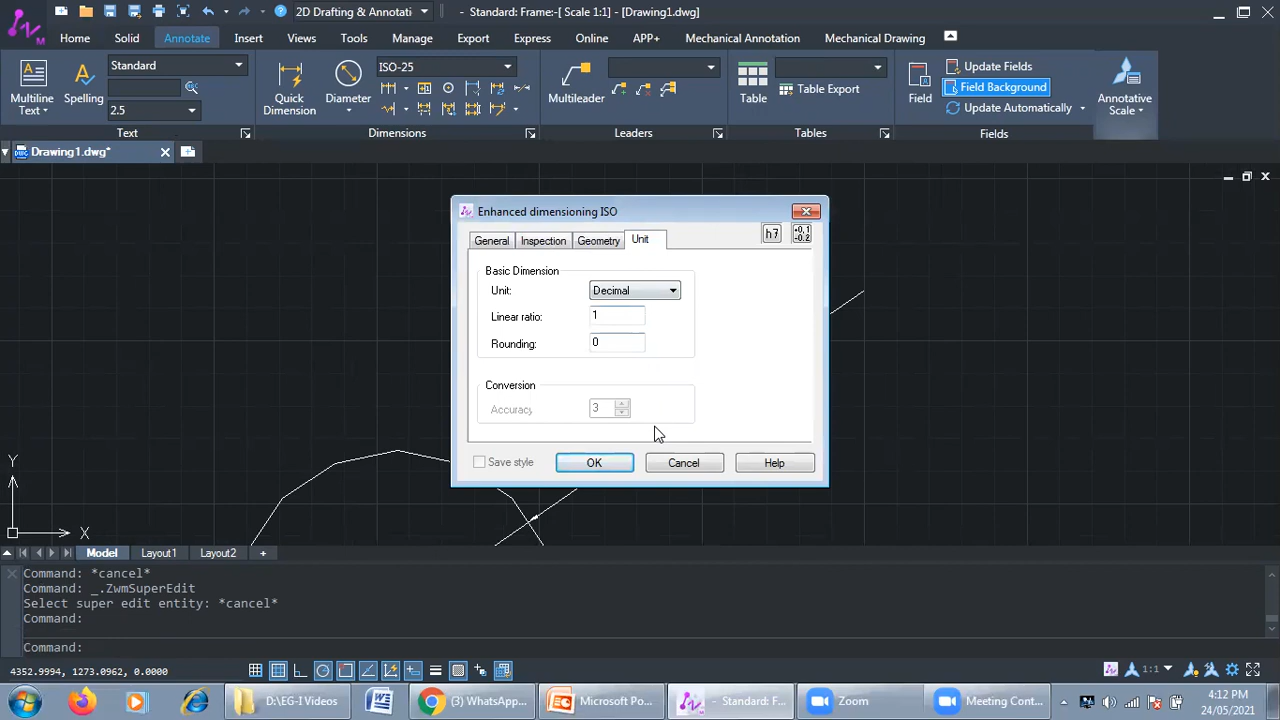 2D Drafting & Annotati
- Standard: Frame:-[ Scale 1:1] - [Drawing1.dwg]
Home Solid Annotate Insert Views Tools Manage Export Express Online APP+ Mechanical Annotation Mechanical Drawing
Standard
ISO-25
2.5
Multiline Text
Spelling
Quick Dimension
Diameter
Multileader
Table
Table Export
Field
Update Fields
Field Background
Update Automatically
Annotative Scale
Text Dimensions Leaders Tables Fields
Drawing1.dwg*
Enhanced dimensioning ISO
General Inspection Geometry Unit
h7
+0.1
-0.2
Basic Dimension
Unit: Decimal
Linear ratio: 1
Rounding: 0
Conversion
Accuracy 3
Save style OK Cancel Help
Y
X
Model Layout1 Layout2 +
Command: *cancel*
Command: _.ZwmSuperEdit
Select super edit entity: *cancel*
Command:
Command:
4352.9994, 1273.0962, 0.0000
1:1
D:\EG-I Videos
(3) WhatsApp...
Microsoft Po...
- Standard: F...
Zoom
Meeting Cont...
4:12 PM
24/05/2021